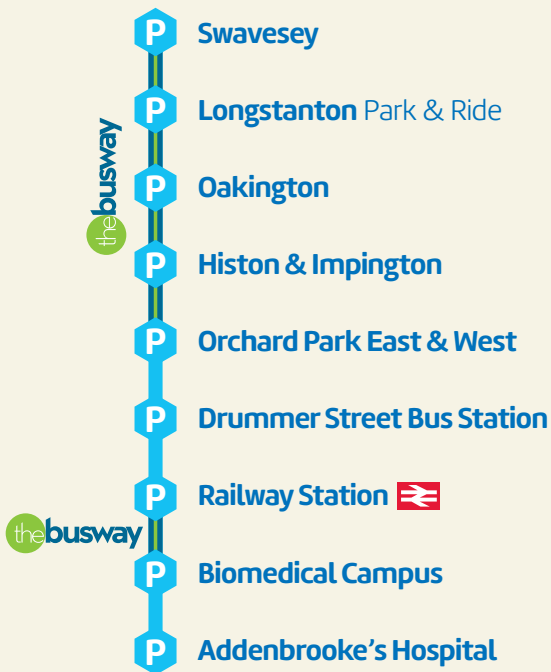 P Swavesey
P Longstanton Park & Ride
thebusway
P Oakington
P Histon & Impington
P Orchard Park East & West
P Drummer Street Bus Station
P Railway Station
thebusway
P Biomedical Campus
P Addenbrooke's Hospital